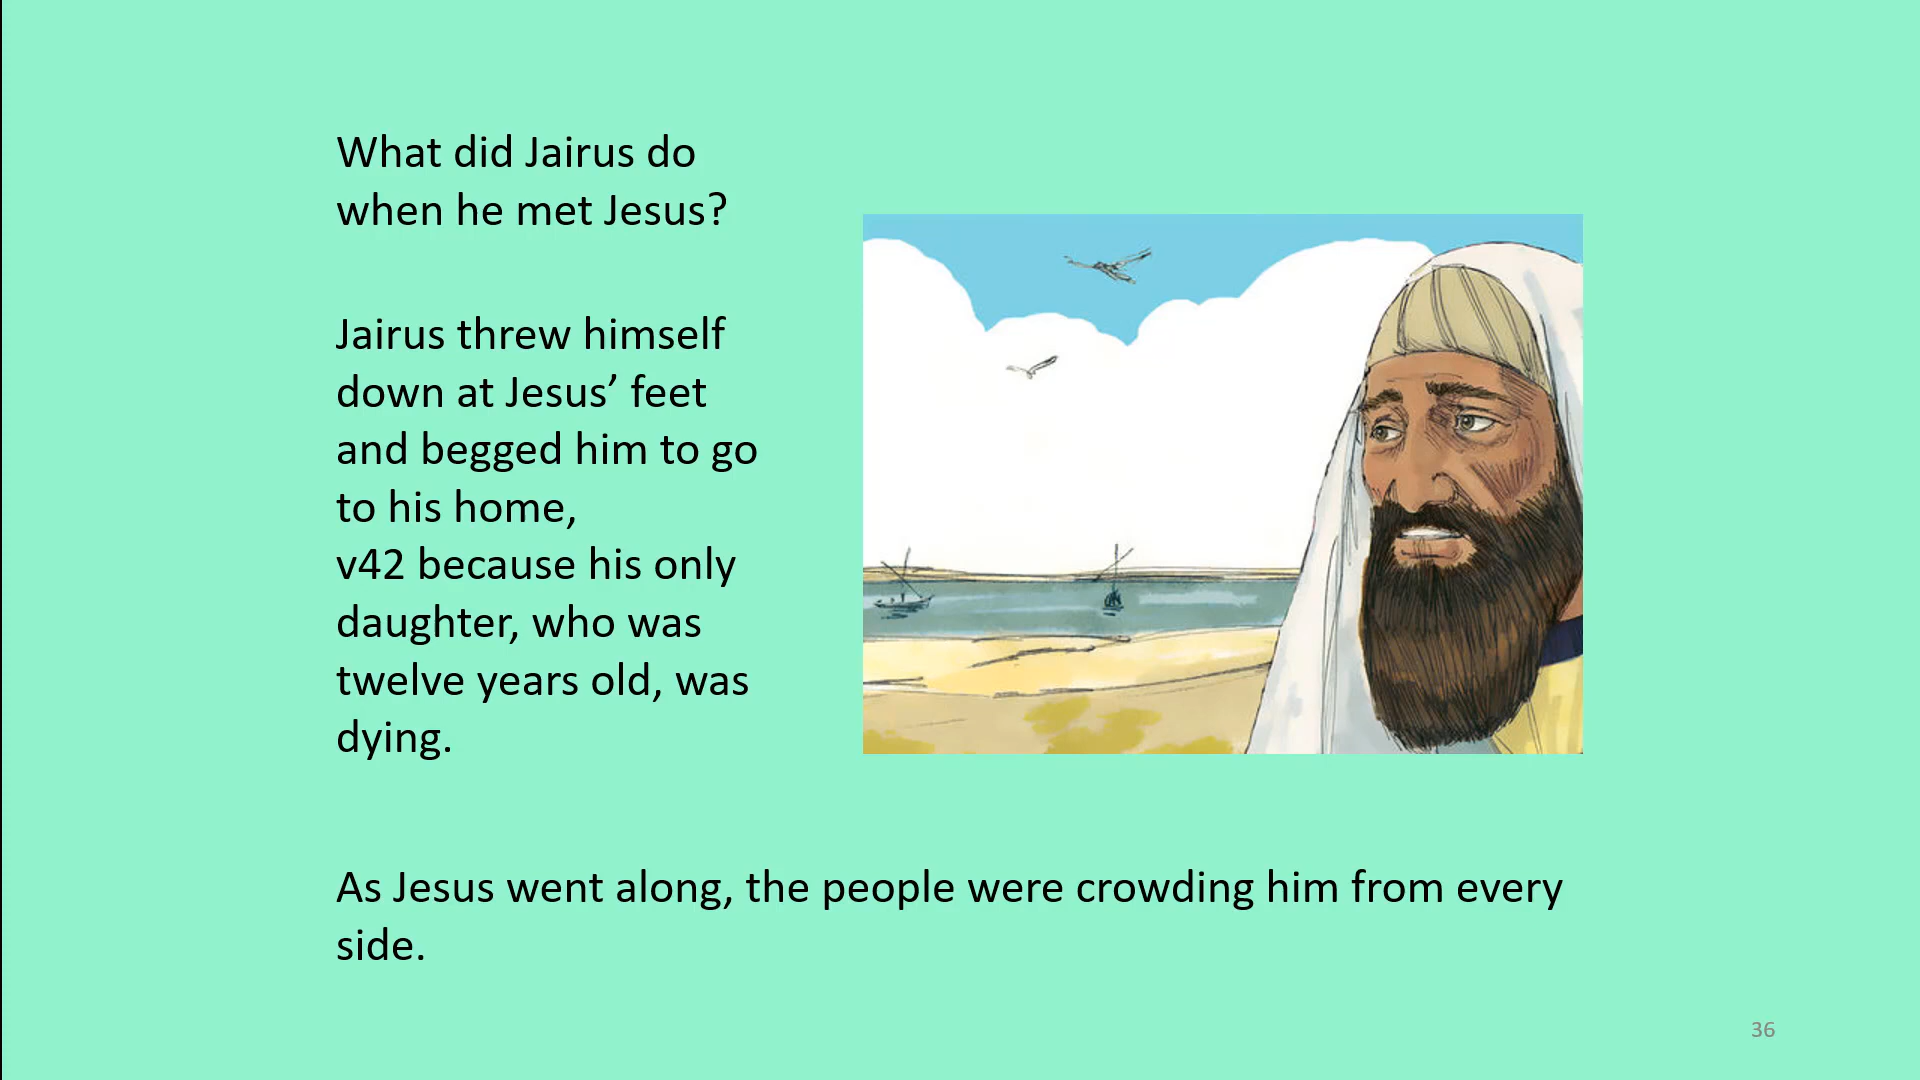 What did Jairus do
when he met Jesus?
Jairus threw himself
down at Jesus’ feet
and begged him to go
to his home,
v42 because his only
daughter, who was
twelve years old, was
dying.
As Jesus went along, the people were crowding him from every
side.
36